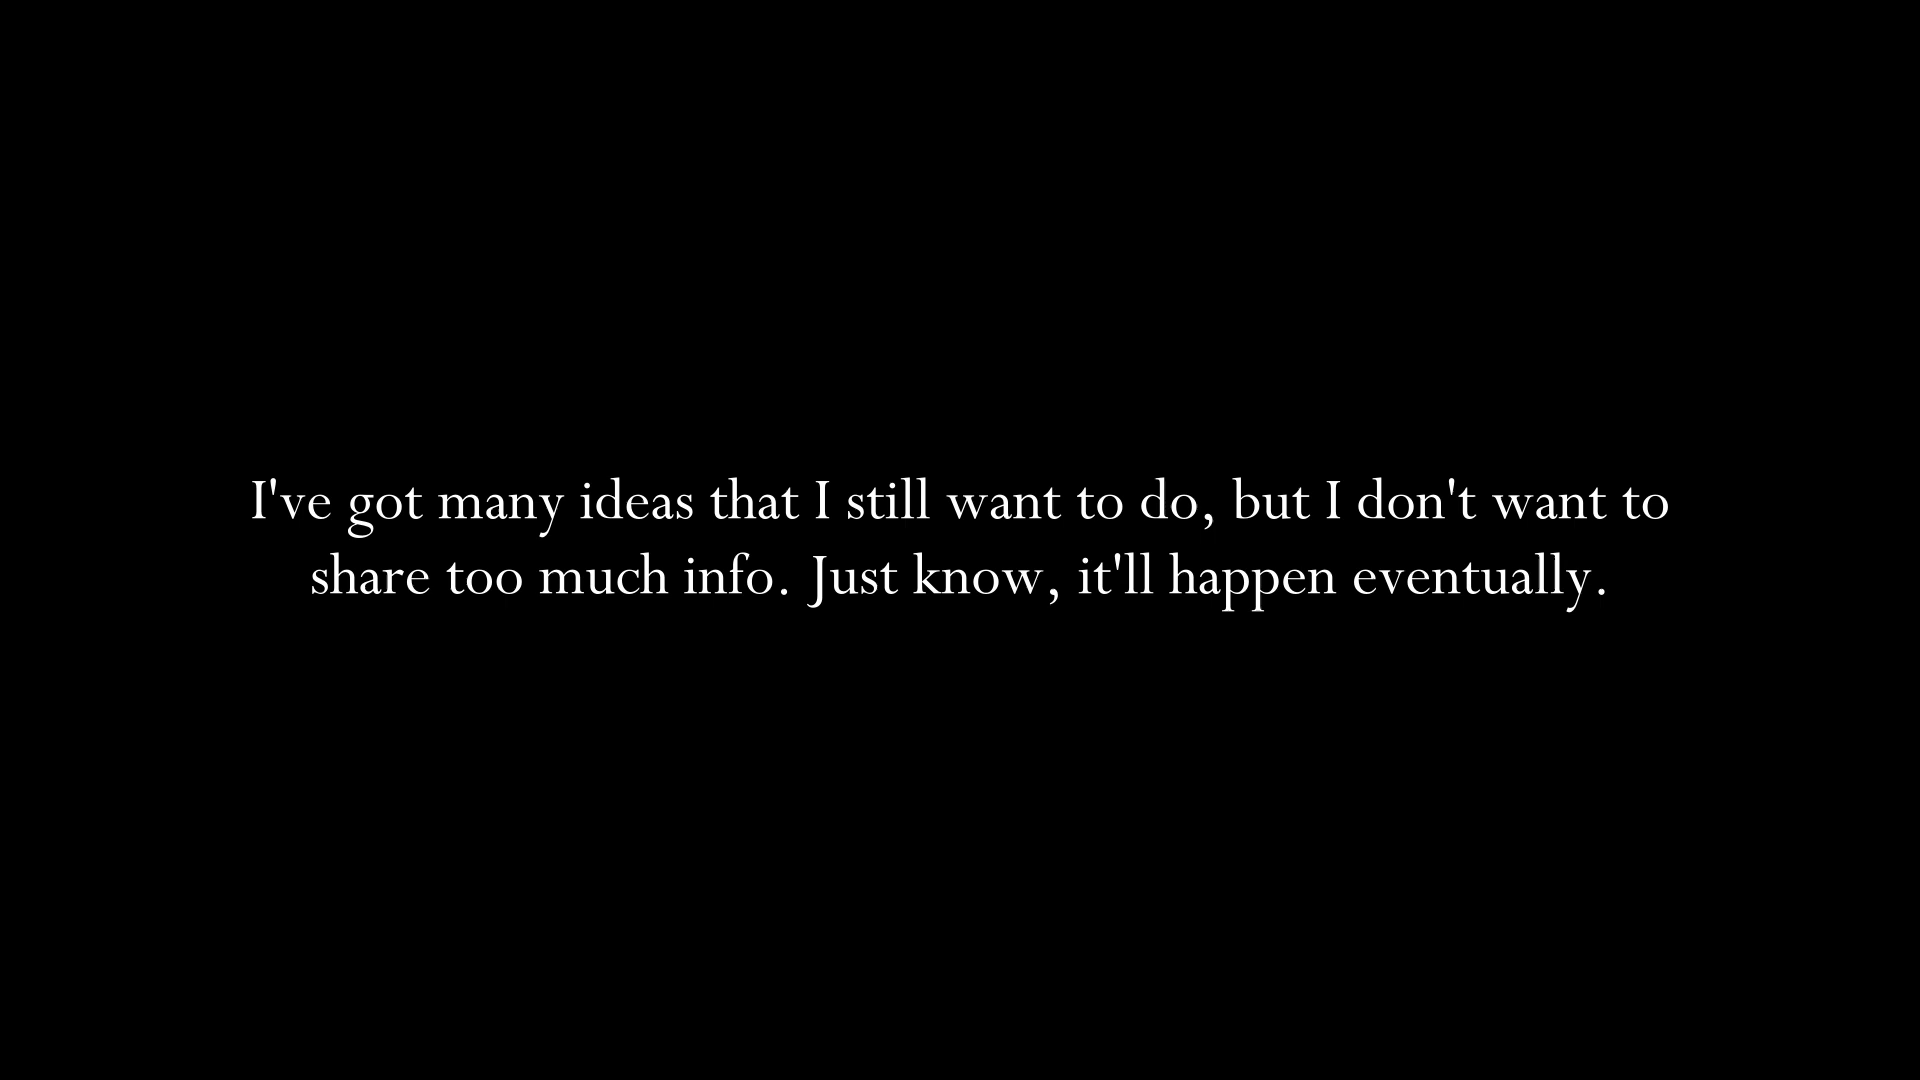 I've got many ideas that I still want to do, but I don't want to
share too much info. Just know, it'll happen eventually.